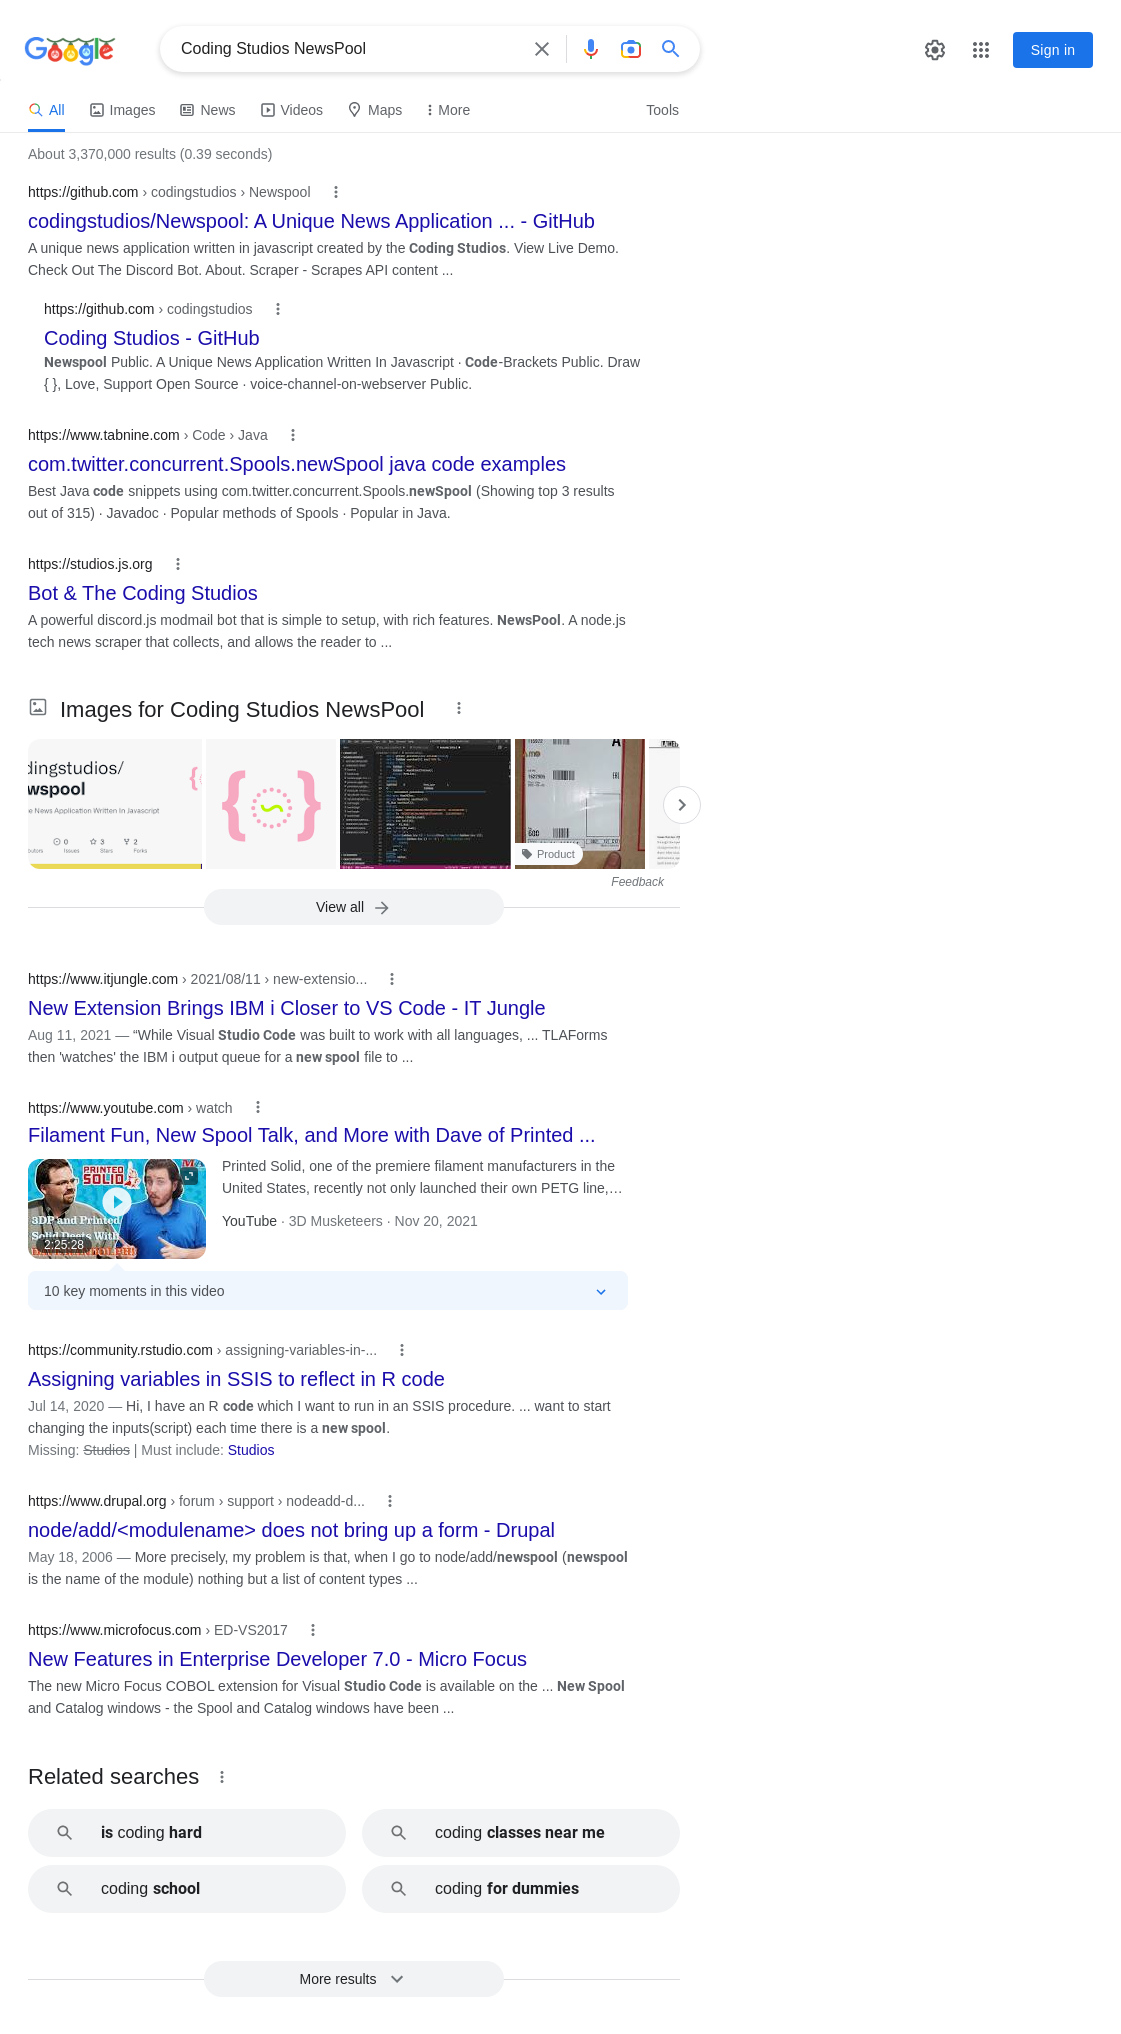 Google
Coding Studios NewsPool
Sign in
All
Images
News
Videos
Maps
More
Tools
About 3,370,000 results (0.39 seconds)
https://github.com › codingstudios › Newspool
codingstudios/Newspool: A Unique News Application ... - GitHub
A unique news application written in javascript created by the Coding Studios. View Live Demo.
Check Out The Discord Bot. About. Scraper - Scrapes API content ...
https://github.com › codingstudios
Coding Studios - GitHub
Newspool Public. A Unique News Application Written In Javascript · Code-Brackets Public. Draw
{ }, Love, Support Open Source · voice-channel-on-webserver Public.
https://www.tabnine.com › Code › Java
com.twitter.concurrent.Spools.newSpool java code examples
Best Java code snippets using com.twitter.concurrent.Spools.newSpool (Showing top 3 results
out of 315) · Javadoc · Popular methods of Spools · Popular in Java.
https://studios.js.org
Bot & The Coding Studios
A powerful discord.js modmail bot that is simple to setup, with rich features. NewsPool. A node.js
tech news scraper that collects, and allows the reader to ...
Images for Coding Studios NewsPool
dingstudios/
wspool
e News Application Written In Javascript
0
Issues
3
Stars
2
Forks
Product
Feedback
View all
https://www.itjungle.com › 2021/08/11 › new-extensio...
New Extension Brings IBM i Closer to VS Code - IT Jungle
Aug 11, 2021 — “While Visual Studio Code was built to work with all languages, ... TLAForms
then 'watches' the IBM i output queue for a new spool file to ...
https://www.youtube.com › watch
Filament Fun, New Spool Talk, and More with Dave of Printed ...
PRINTED
SOLID
3DP and Printed
Solid Deets With
2:25:28
Printed Solid, one of the premiere filament manufacturers in the
United States, recently not only launched their own PETG line,…
YouTube · 3D Musketeers · Nov 20, 2021
10 key moments in this video
https://community.rstudio.com › assigning-variables-in-...
Assigning variables in SSIS to reflect in R code
Jul 14, 2020 — Hi, I have an R code which I want to run in an SSIS procedure. ... want to start
changing the inputs(script) each time there is a new spool.
Missing: Studios | Must include: Studios
https://www.drupal.org › forum › support › nodeadd-d...
node/add/<modulename> does not bring up a form - Drupal
May 18, 2006 — More precisely, my problem is that, when I go to node/add/newspool (newspool
is the name of the module) nothing but a list of content types ...
https://www.microfocus.com › ED-VS2017
New Features in Enterprise Developer 7.0 - Micro Focus
The new Micro Focus COBOL extension for Visual Studio Code is available on the ... New Spool
and Catalog windows - the Spool and Catalog windows have been ...
Related searches
is coding hard
coding classes near me
coding school
coding for dummies
More results